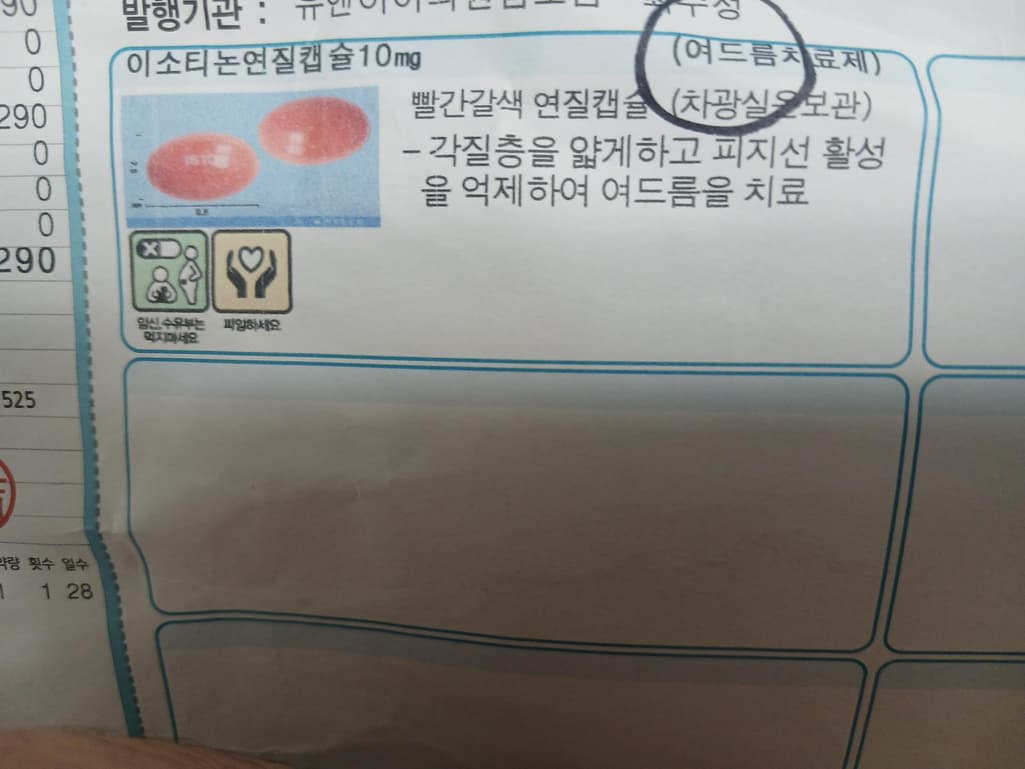 90
0
0
290
0
0
0
290
525
약량 횟수 일수
1 1 28
발행기관 :
이소티논연질캡슐10mg
(여드름치료제)
빨간갈색 연질캡슐 (차광실온보관)
- 각질층을 얇게하고 피지선 활성
을 억제하여 여드름을 치료
임신,수유부는
먹지마세요
피임하세요